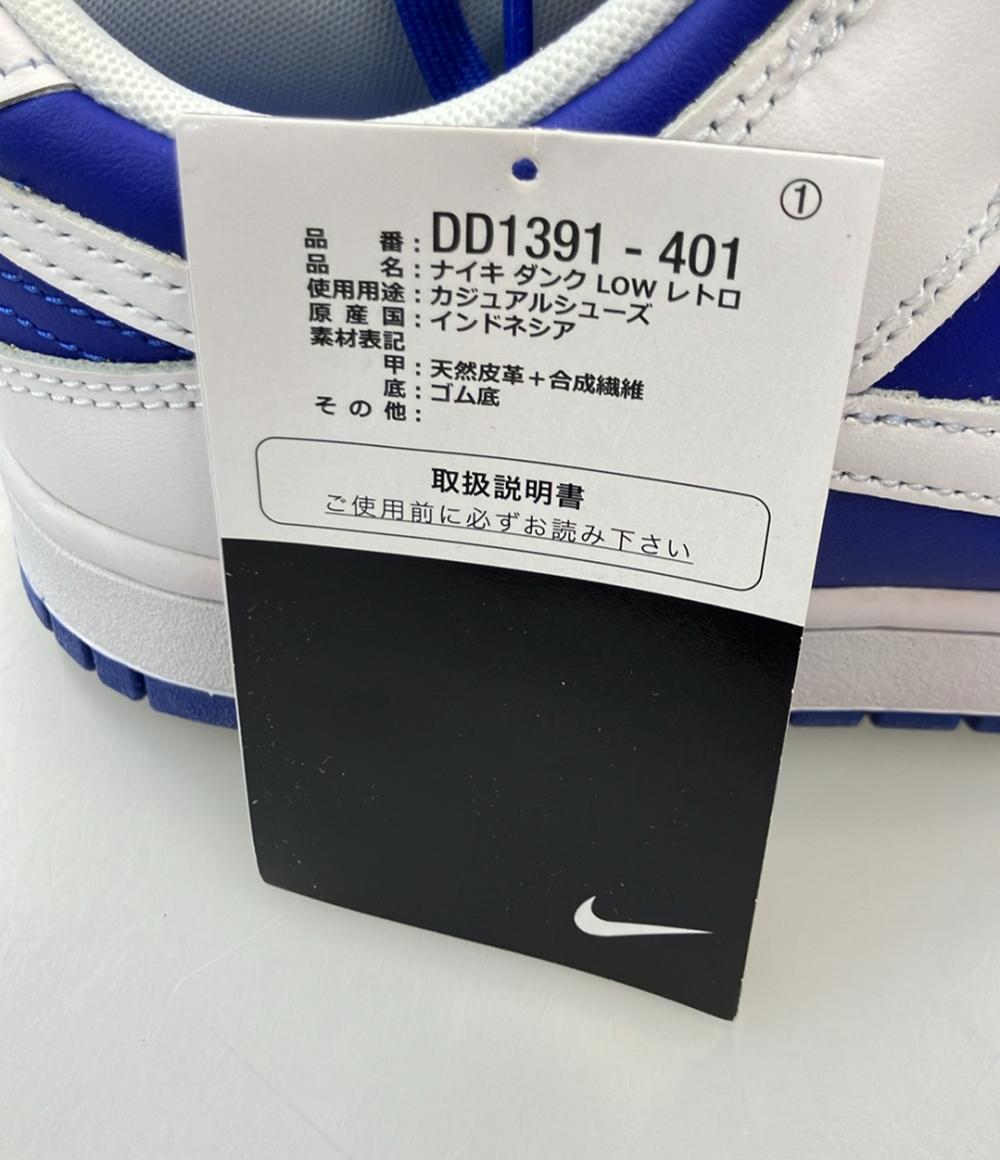 ①
品番：DD1391 - 401
品名：ナイキ ダンク LOW レトロ
使用用途：カジュアルシューズ
原産国：インドネシア
素材表記
甲：天然皮革＋合成繊維
底：ゴム底
その他：
取扱説明書
ご使用前に必ずお読み下さい